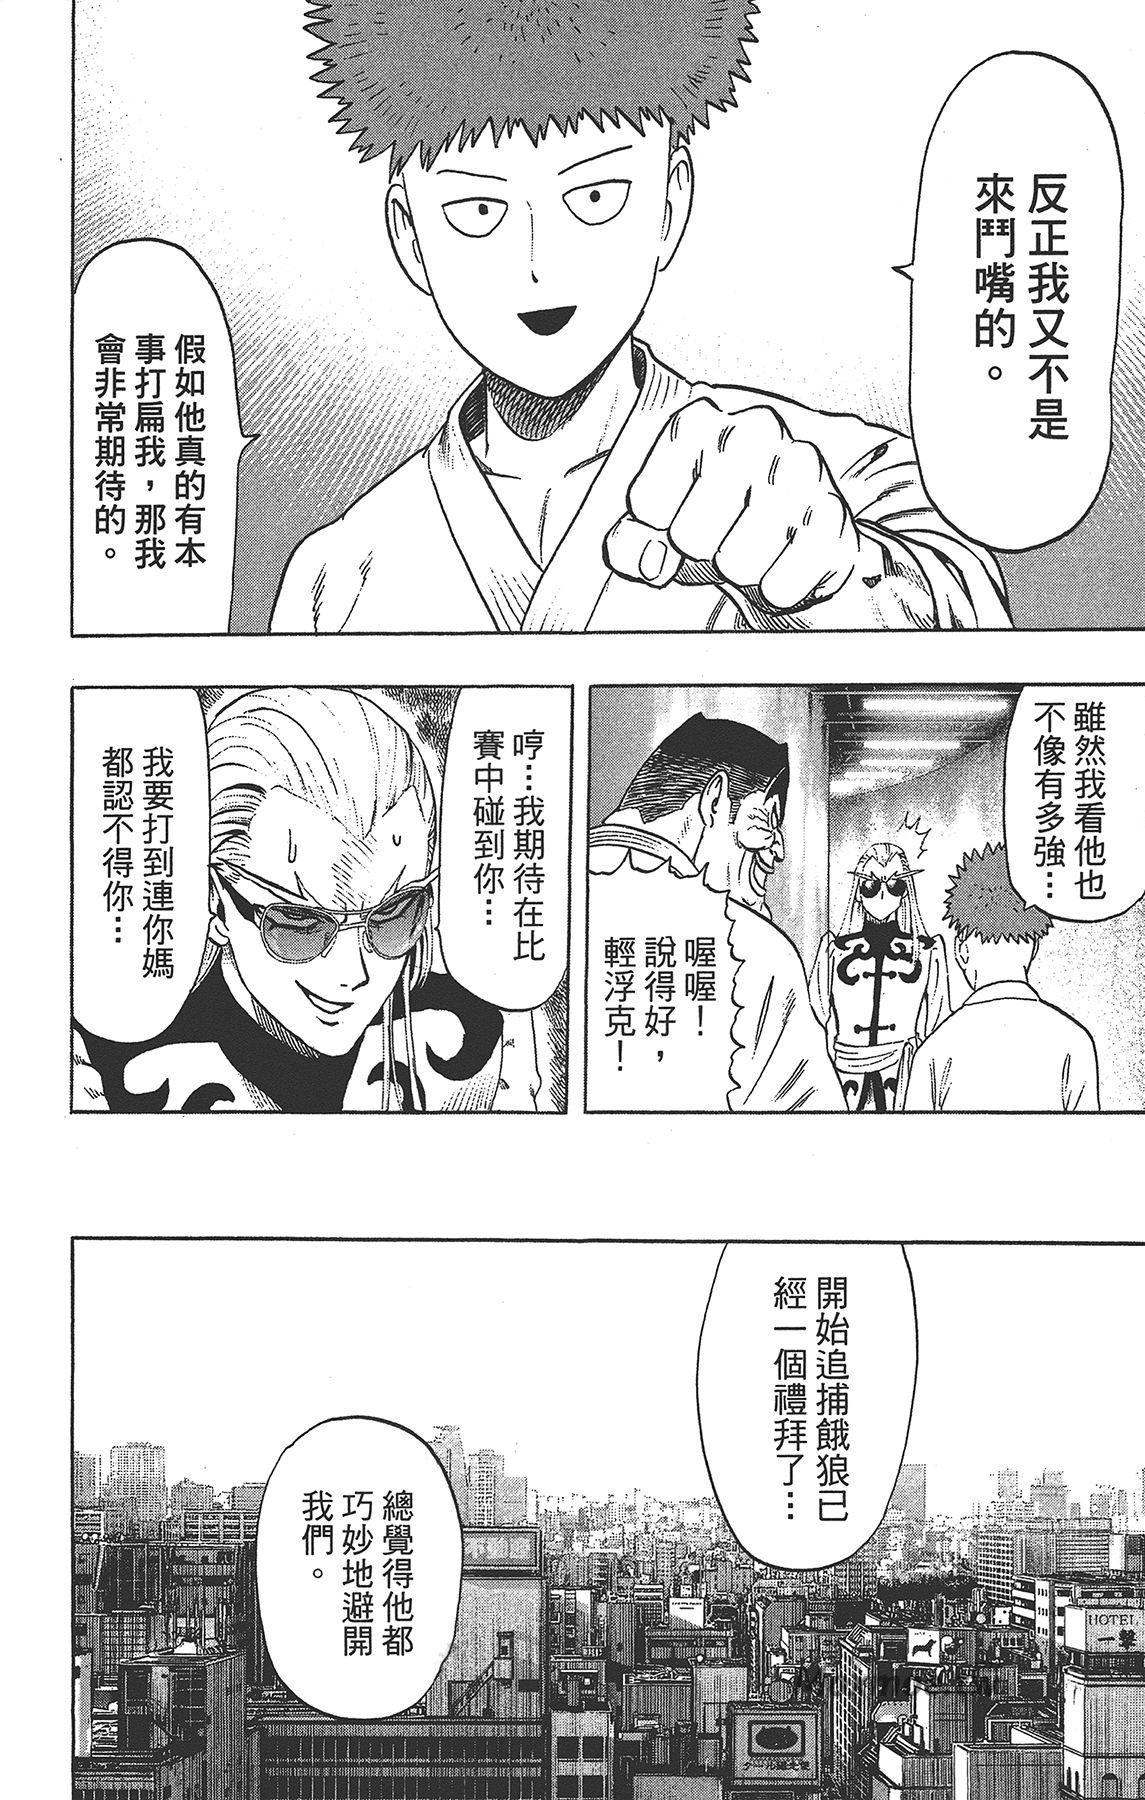 反正我又不是
來鬥嘴的。
假如他真的有本
事打扁我，那我
會非常期待的。
雖然我看他也
不像有多強…
喔喔！
說得好，
輕浮克！
哼…我期待在比
賽中碰到你…
我要打到連你媽
都認不得你…
開始追捕餓狼已
經一個禮拜了…
總覺得他都
巧妙地避開
我們。
HOTEL
一撃